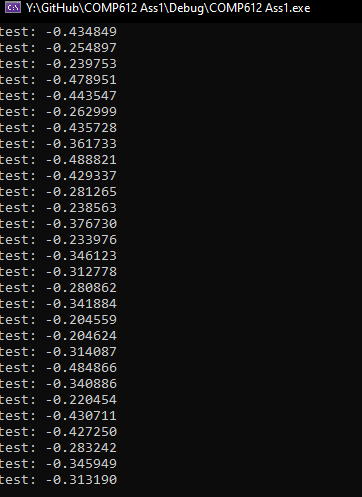 Y:\GitHub\COMP612 Ass1\Debug\COMP612 Ass1.exe
test: -0.434849
test: -0.254897
test: -0.239753
test: -0.478951
test: -0.443547
test: -0.262999
test: -0.435728
test: -0.361733
test: -0.488821
test: -0.429337
test: -0.281265
test: -0.238563
test: -0.376730
test: -0.233976
test: -0.346123
test: -0.312778
test: -0.280862
test: -0.341884
test: -0.204559
test: -0.204624
test: -0.314087
test: -0.484866
test: -0.340886
test: -0.220454
test: -0.430711
test: -0.427250
test: -0.283242
test: -0.345949
test: -0.313190